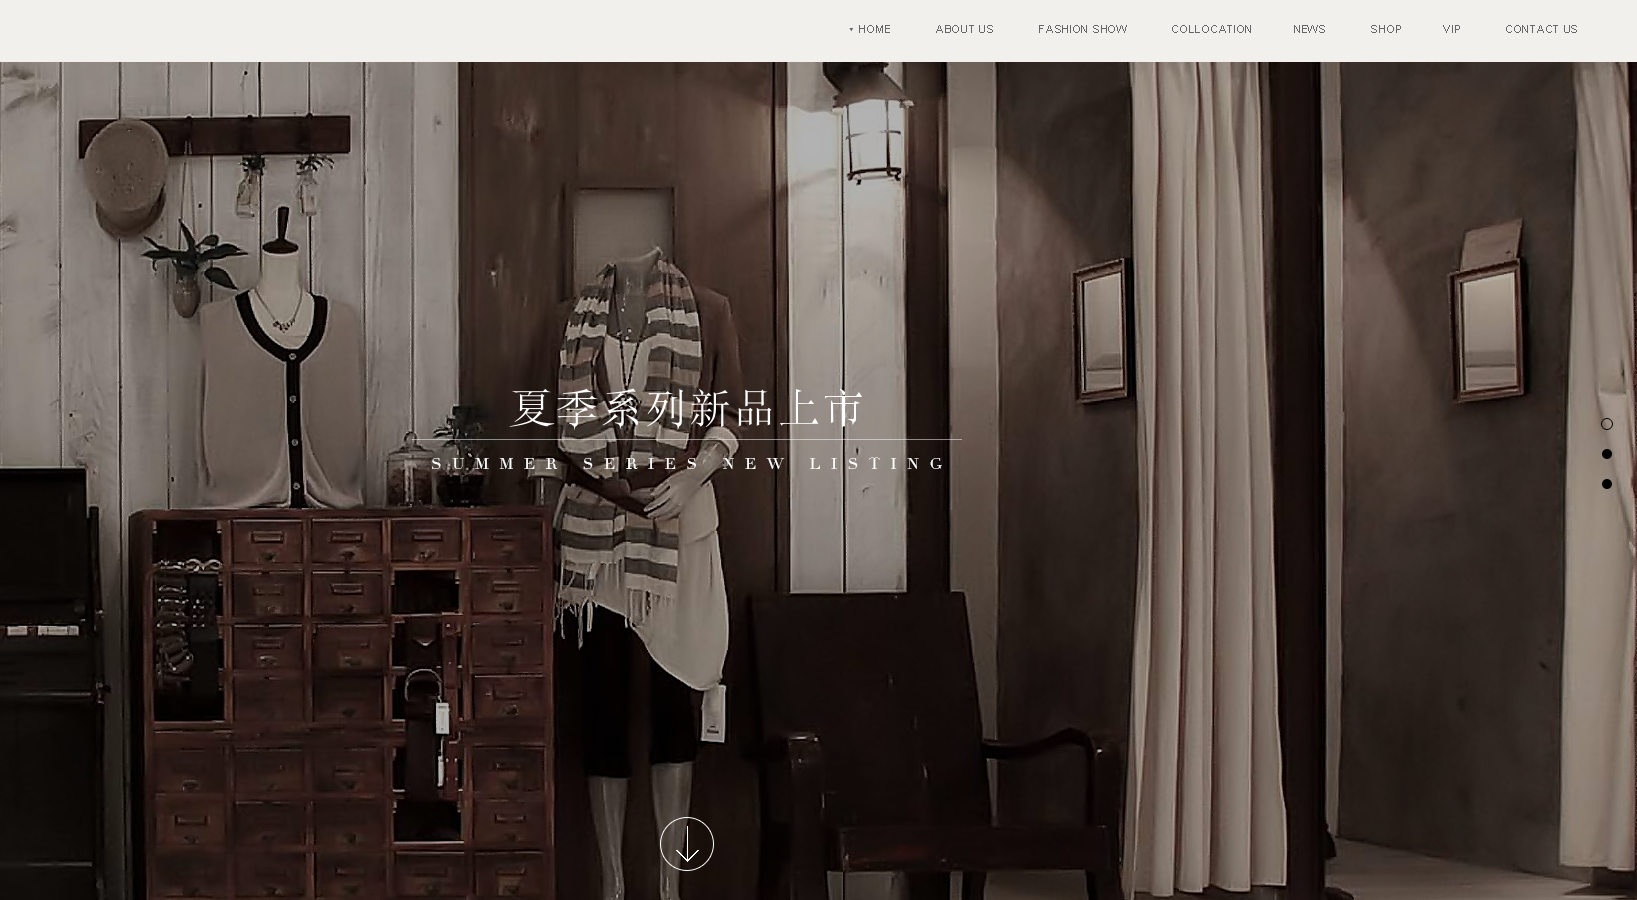 HOME ABOUT US FASHION SHOW COLLOCATION NEWS SHOP VIP CONTACT US
夏季系列新品上市
SUMMER SERIES NEW LISTING